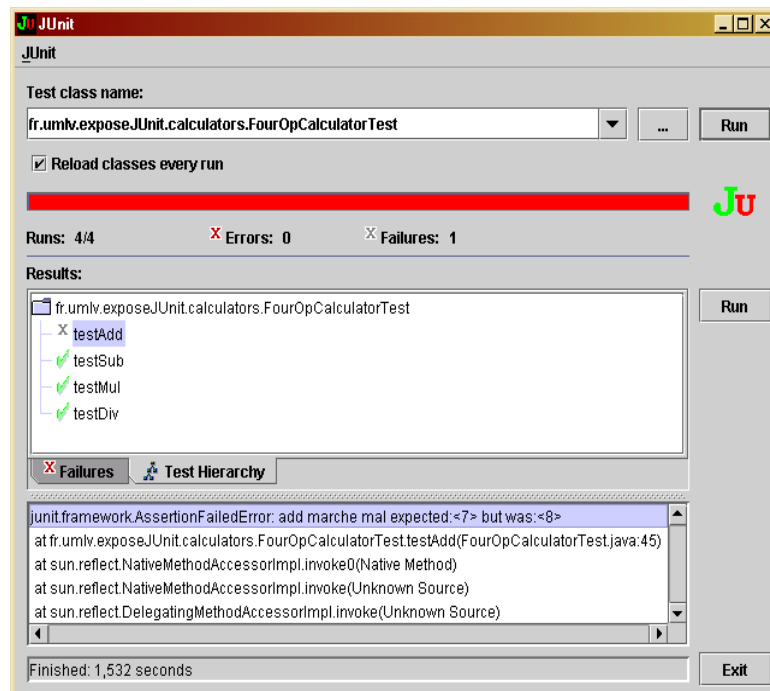 JU JUnit
JUnit
Test class name:
fr.umlv.exposeJUnit.calculators.FourOpCalculatorTest
...
Run
Reload classes every run
JU
Runs: 4/4 X Errors: 0 X Failures: 1
Results:
fr.umlv.exposeJUnit.calculators.FourOpCalculatorTest
Run
X testAdd
testSub
testMul
testDiv
X Failures Test Hierarchy
junit.framework.AssertionFailedError: add marche mal expected:<7> but was:<8>
at fr.umlv.exposeJUnit.calculators.FourOpCalculatorTest.testAdd(FourOpCalculatorTest.java:45)
at sun.reflect.NativeMethodAccessorImpl.invoke0(Native Method)
at sun.reflect.NativeMethodAccessorImpl.invoke(Unknown Source)
at sun.reflect.DelegatingMethodAccessorImpl.invoke(Unknown Source)
Finished: 1,532 seconds
Exit